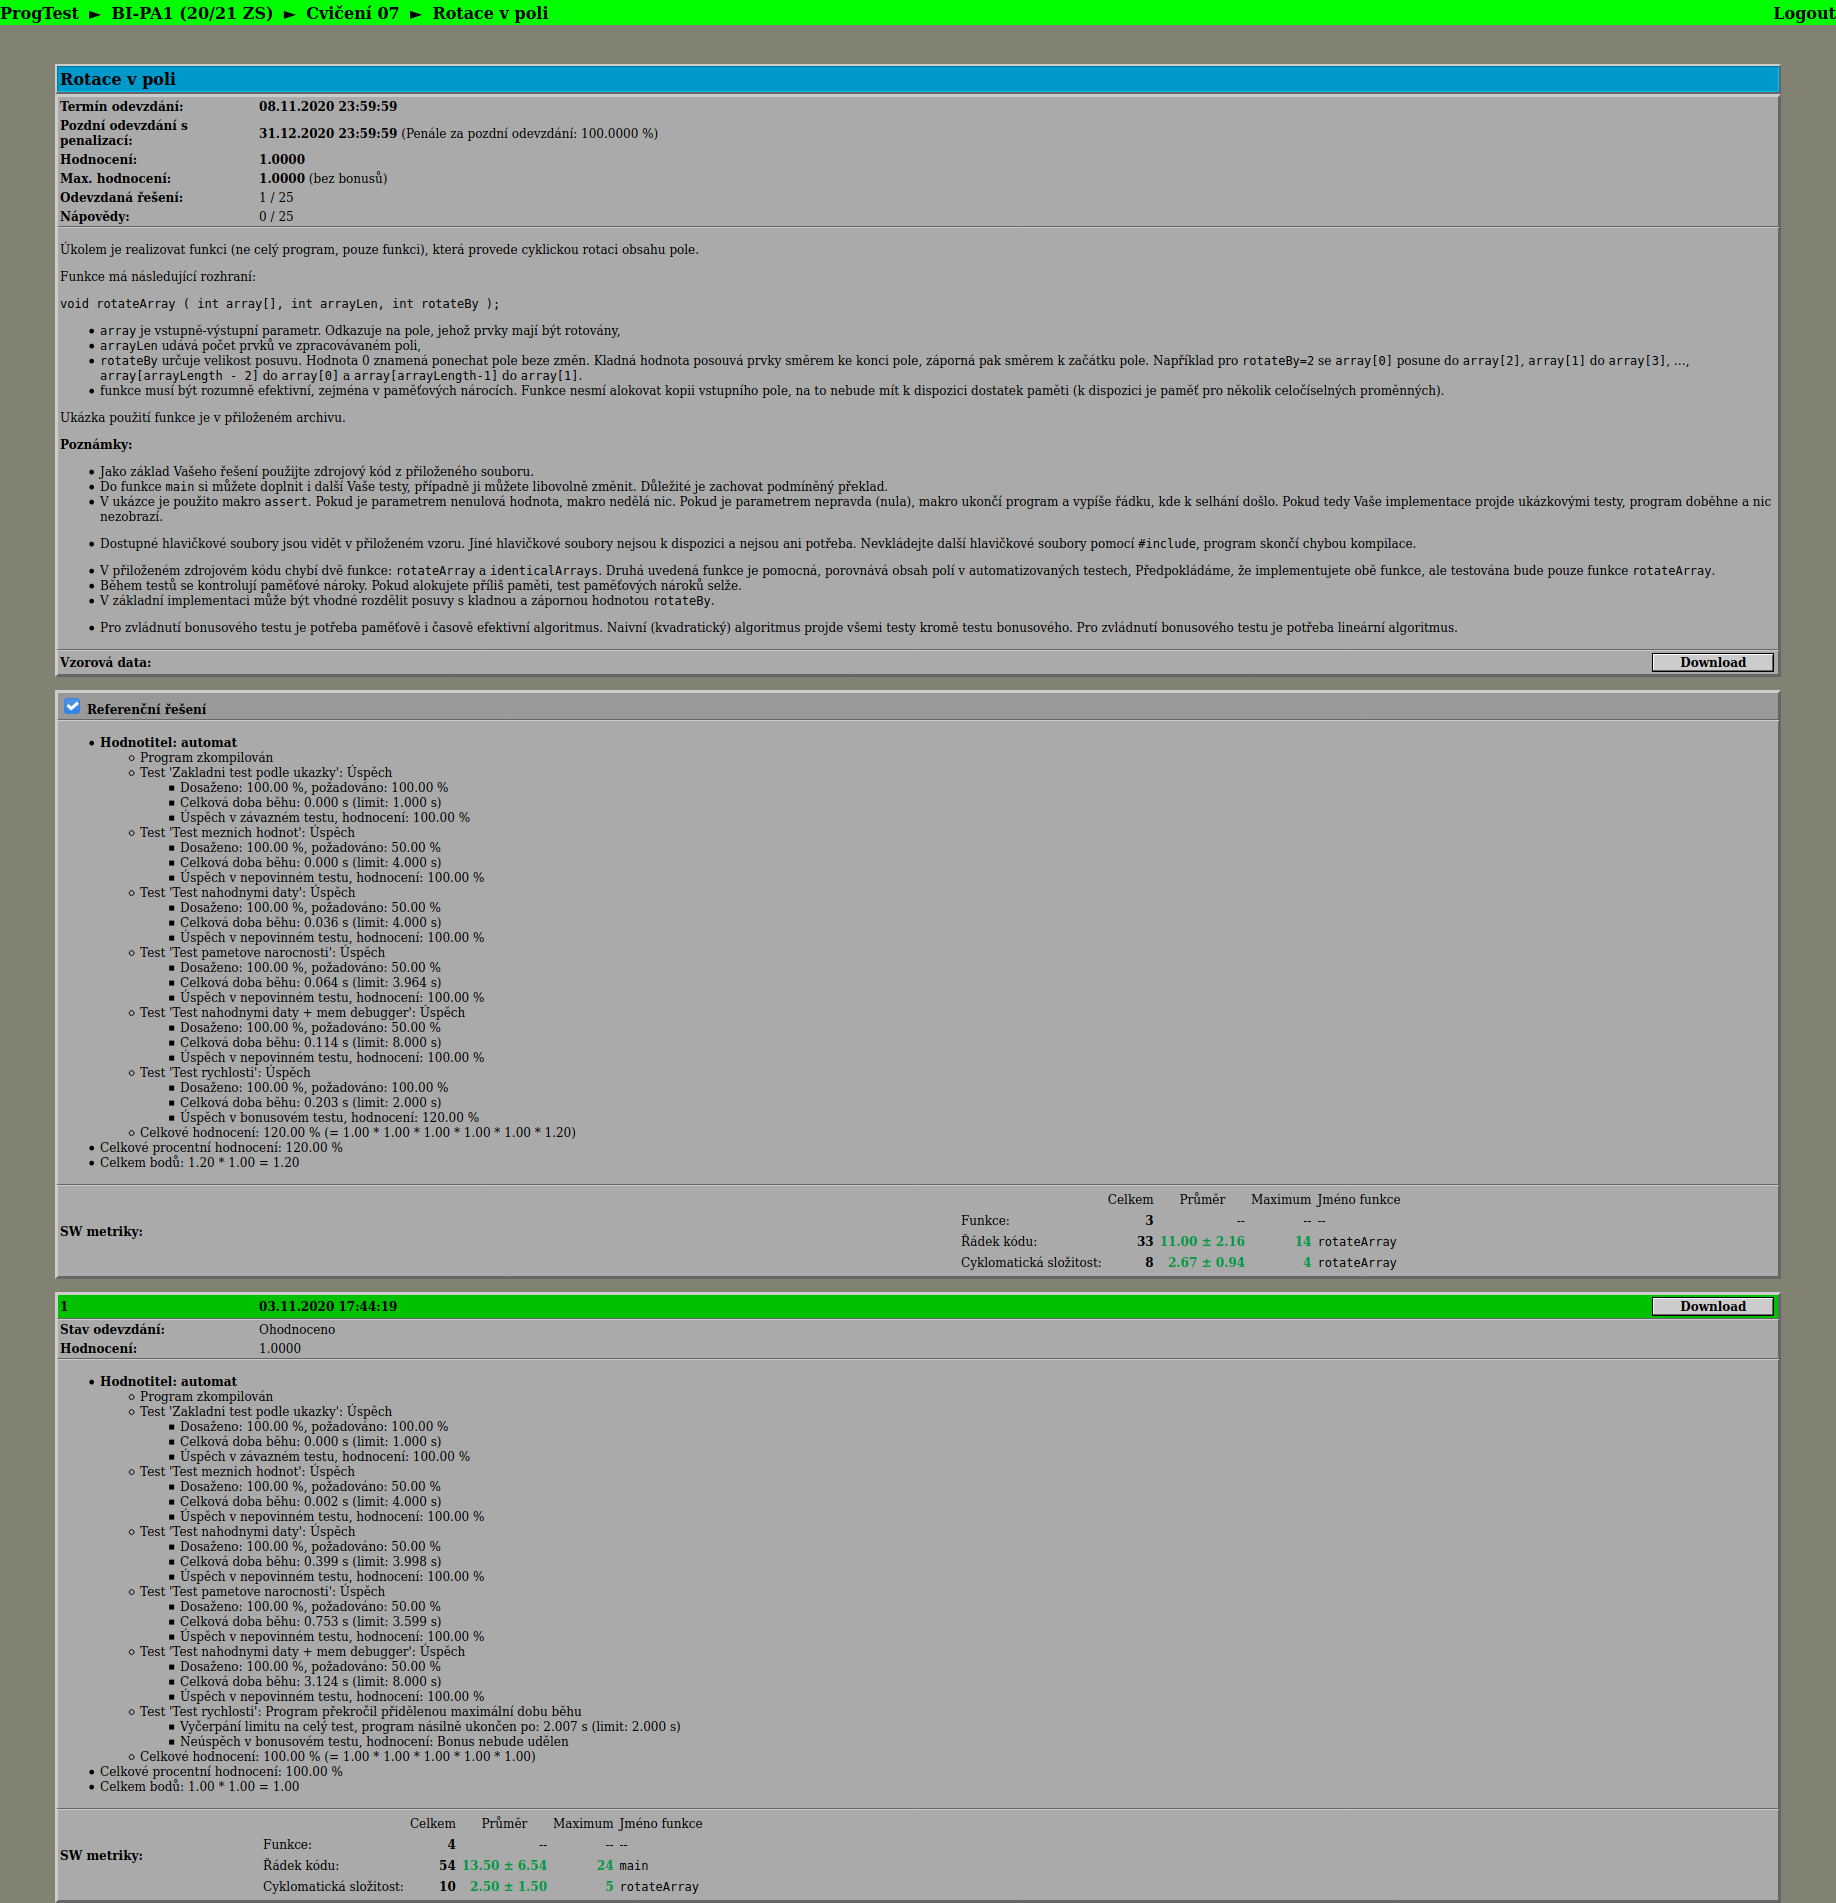 ProgTest ► BI-PA1 (20/21 ZS) ► Cvičení 07 ► Rotace v poli Logout
Rotace v poli
Termín odevzdání: 08.11.2020 23:59:59
Pozdní odevzdání s penalizací: 31.12.2020 23:59:59 (Penále za pozdní odevzdání: 100.0000 %)
Hodnocení: 1.0000
Max. hodnocení: 1.0000 (bez bonusů)
Odevzdaná řešení: 1 / 25
Nápovědy: 0 / 25
Úkolem je realizovat funkci (ne celý program, pouze funkci), která provede cyklickou rotaci obsahu pole.
Funkce má následující rozhraní:
void rotateArray ( int array[], int arrayLen, int rotateBy );
• array je vstupně-výstupní parametr. Odkazuje na pole, jehož prvky mají být rotovány,
• arrayLen udává počet prvků ve zpracovávaném poli,
• rotateBy určuje velikost posuvu. Hodnota 0 znamená ponechat pole beze změn. Kladná hodnota posouvá prvky směrem ke konci pole, záporná pak směrem k začátku pole. Například pro rotateBy=2 se array[0] posune do array[2], array[1] do array[3], …,
array[arrayLength - 2] do array[0] a array[arrayLength-1] do array[1].
• funkce musí být rozumně efektivní, zejména v paměťových nárocích. Funkce nesmí alokovat kopii vstupního pole, na to nebude mít k dispozici dostatek paměti (k dispozici je paměť pro několik celočíselných proměnných).
Ukázka použití funkce je v přiloženém archivu.
Poznámky:
• Jako základ Vašeho řešení použijte zdrojový kód z přiloženého souboru.
• Do funkce main si můžete doplnit i další Vaše testy, případně ji můžete libovolně změnit. Důležité je zachovat podmíněný překlad.
• V ukázce je použito makro assert. Pokud je parametrem nenulová hodnota, makro nedělá nic. Pokud je parametrem nepravda (nula), makro ukončí program a vypíše řádku, kde k selhání došlo. Pokud tedy Vaše implementace projde ukázkovými testy, program doběhne a nic
nezobrazí.
• Dostupné hlavičkové soubory jsou vidět v přiloženém vzoru. Jiné hlavičkové soubory nejsou k dispozici a nejsou ani potřeba. Nevkládejte další hlavičkové soubory pomocí #include, program skončí chybou kompilace.
• V přiloženém zdrojovém kódu chybí dvě funkce: rotateArray a identicalArrays. Druhá uvedená funkce je pomocná, porovnává obsah polí v automatizovaných testech, Předpokládáme, že implementujete obě funkce, ale testována bude pouze funkce rotateArray.
• Během testů se kontrolují paměťové nároky. Pokud alokujete příliš paměti, test paměťových nároků selže.
• V základní implementaci může být vhodné rozdělit posuvy s kladnou a zápornou hodnotou rotateBy.
• Pro zvládnutí bonusového testu je potřeba paměťově i časově efektivní algoritmus. Naivní (kvadratický) algoritmus projde všemi testy kromě testu bonusového. Pro zvládnutí bonusového testu je potřeba lineární algoritmus.
Vzorová data: Download
Referenční řešení
• Hodnotitel: automat
Program zkompilován
Test 'Zakladni test podle ukazky': Úspěch
Dosaženo: 100.00 %, požadováno: 100.00 %
Celková doba běhu: 0.000 s (limit: 1.000 s)
Úspěch v závazném testu, hodnocení: 100.00 %
Test 'Test meznich hodnot': Úspěch
Dosaženo: 100.00 %, požadováno: 50.00 %
Celková doba běhu: 0.000 s (limit: 4.000 s)
Úspěch v nepovinném testu, hodnocení: 100.00 %
Test 'Test nahodnymi daty': Úspěch
Dosaženo: 100.00 %, požadováno: 50.00 %
Celková doba běhu: 0.036 s (limit: 4.000 s)
Úspěch v nepovinném testu, hodnocení: 100.00 %
Test 'Test pametove narocnosti': Úspěch
Dosaženo: 100.00 %, požadováno: 50.00 %
Celková doba běhu: 0.064 s (limit: 3.964 s)
Úspěch v nepovinném testu, hodnocení: 100.00 %
Test 'Test nahodnymi daty + mem debugger': Úspěch
Dosaženo: 100.00 %, požadováno: 50.00 %
Celková doba běhu: 0.114 s (limit: 8.000 s)
Úspěch v nepovinném testu, hodnocení: 100.00 %
Test 'Test rychlosti': Úspěch
Dosaženo: 100.00 %, požadováno: 100.00 %
Celková doba běhu: 0.203 s (limit: 2.000 s)
Úspěch v bonusovém testu, hodnocení: 120.00 %
Celkové hodnocení: 120.00 % (= 1.00 * 1.00 * 1.00 * 1.00 * 1.00 * 1.20)
• Celkové procentní hodnocení: 120.00 %
• Celkem bodů: 1.20 * 1.00 = 1.20
SW metriky:
Celkem Průměr Maximum Jméno funkce
Funkce: 3 -- -- --
Řádek kódu: 33 11.00 ± 2.16 14 rotateArray
Cyklomatická složitost: 8 2.67 ± 0.94 4 rotateArray
1 03.11.2020 17:44:19 Download
Stav odevzdání: Ohodnoceno
Hodnocení: 1.0000
• Hodnotitel: automat
Program zkompilován
Test 'Zakladni test podle ukazky': Úspěch
Dosaženo: 100.00 %, požadováno: 100.00 %
Celková doba běhu: 0.000 s (limit: 1.000 s)
Úspěch v závazném testu, hodnocení: 100.00 %
Test 'Test meznich hodnot': Úspěch
Dosaženo: 100.00 %, požadováno: 50.00 %
Celková doba běhu: 0.002 s (limit: 4.000 s)
Úspěch v nepovinném testu, hodnocení: 100.00 %
Test 'Test nahodnymi daty': Úspěch
Dosaženo: 100.00 %, požadováno: 50.00 %
Celková doba běhu: 0.399 s (limit: 3.998 s)
Úspěch v nepovinném testu, hodnocení: 100.00 %
Test 'Test pametove narocnosti': Úspěch
Dosaženo: 100.00 %, požadováno: 50.00 %
Celková doba běhu: 0.753 s (limit: 3.599 s)
Úspěch v nepovinném testu, hodnocení: 100.00 %
Test 'Test nahodnymi daty + mem debugger': Úspěch
Dosaženo: 100.00 %, požadováno: 50.00 %
Celková doba běhu: 3.124 s (limit: 8.000 s)
Úspěch v nepovinném testu, hodnocení: 100.00 %
Test 'Test rychlosti': Program překročil přidělenou maximální dobu běhu
Vyčerpání limitu na celý test, program násilně ukončen po: 2.007 s (limit: 2.000 s)
Neúspěch v bonusovém testu, hodnocení: Bonus nebude udělen
Celkové hodnocení: 100.00 % (= 1.00 * 1.00 * 1.00 * 1.00 * 1.00)
• Celkové procentní hodnocení: 100.00 %
• Celkem bodů: 1.00 * 1.00 = 1.00
SW metriky:
Celkem Průměr Maximum Jméno funkce
Funkce: 4 -- -- --
Řádek kódu: 54 13.50 ± 6.54 24 main
Cyklomatická složitost: 10 2.50 ± 1.50 5 rotateArray